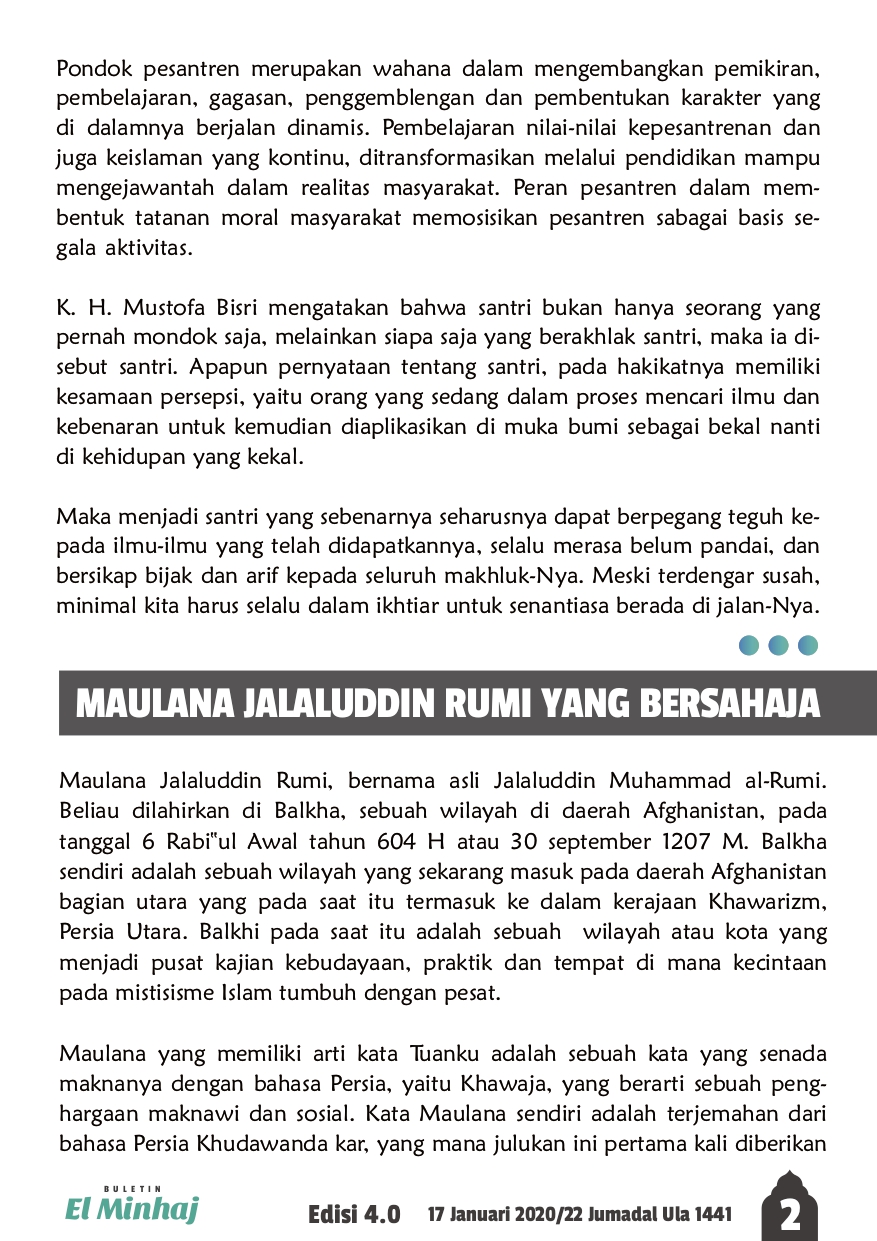 Pondok pesantren merupakan wahana dalam mengembangkan pemikiran,
pembelajaran, gagasan, penggemblengan dan pembentukan karakter yang
di dalamnya berjalan dinamis. Pembelajaran nilai-nilai kepesantrenan dan
juga keislaman yang kontinu, ditransformasikan melalui pendidikan mampu
mengejawantah dalam realitas masyarakat. Peran pesantren dalam mem-
bentuk tatanan moral masyarakat memosisikan pesantren sabagai basis se-
gala aktivitas.
K. H. Mustofa Bisri mengatakan bahwa santri bukan hanya seorang yang
pernah mondok saja, melainkan siapa saja yang berakhlak santri, maka ia di-
sebut santri. Apapun pernyataan tentang santri, pada hakikatnya memiliki
kesamaan persepsi, yaitu orang yang sedang dalam proses mencari ilmu dan
kebenaran untuk kemudian diaplikasikan di muka bumi sebagai bekal nanti
di kehidupan yang kekal.
Maka menjadi santri yang sebenarnya seharusnya dapat berpegang teguh ke-
pada ilmu-ilmu yang telah didapatkannya, selalu merasa belum pandai, dan
bersikap bijak dan arif kepada seluruh makhluk-Nya. Meski terdengar susah,
minimal kita harus selalu dalam ikhtiar untuk senantiasa berada di jalan-Nya.
MAULANA JALALUDDIN RUMI YANG BERSAHAJA
Maulana Jalaluddin Rumi, bernama asli Jalaluddin Muhammad al-Rumi.
Beliau dilahirkan di Balkha, sebuah wilayah di daerah Afghanistan, pada
tanggal 6 Rabi‟ul Awal tahun 604 H atau 30 september 1207 M. Balkha
sendiri adalah sebuah wilayah yang sekarang masuk pada daerah Afghanistan
bagian utara yang pada saat itu termasuk ke dalam kerajaan Khawarizm,
Persia Utara. Balkhi pada saat itu adalah sebuah wilayah atau kota yang
menjadi pusat kajian kebudayaan, praktik dan tempat di mana kecintaan
pada mistisisme Islam tumbuh dengan pesat.
Maulana yang memiliki arti kata Tuanku adalah sebuah kata yang senada
maknanya dengan bahasa Persia, yaitu Khawaja, yang berarti sebuah peng-
hargaan maknawi dan sosial. Kata Maulana sendiri adalah terjemahan dari
bahasa Persia Khudawanda kar, yang mana julukan ini pertama kali diberikan
BULETIN
El Minhaj
Edisi 4.0 17 Januari 2020/22 Jumadal Ula 1441 2